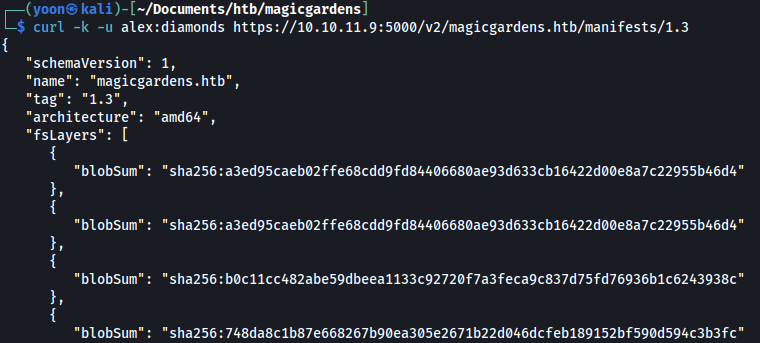 ┌──(yoon㉿kali)-[~/Documents/htb/magicgardens]
└─$ curl -k -u alex:diamonds https://10.10.11.9:5000/v2/magicgardens.htb/manifests/1.3
{
   "schemaVersion": 1,
   "name": "magicgardens.htb",
   "tag": "1.3",
   "architecture": "amd64",
   "fsLayers": [
      {
         "blobSum": "sha256:a3ed95caeb02ffe68cdd9fd84406680ae93d633cb16422d00e8a7c22955b46d4"
      },
      {
         "blobSum": "sha256:a3ed95caeb02ffe68cdd9fd84406680ae93d633cb16422d00e8a7c22955b46d4"
      },
      {
         "blobSum": "sha256:b0c11cc482abe59dbeea1133c92720f7a3feca9c837d75fd76936b1c6243938c"
      },
      {
         "blobSum": "sha256:748da8c1b87e668267b90ea305e2671b22d046dcfeb189152bf590d594c3b3fc"